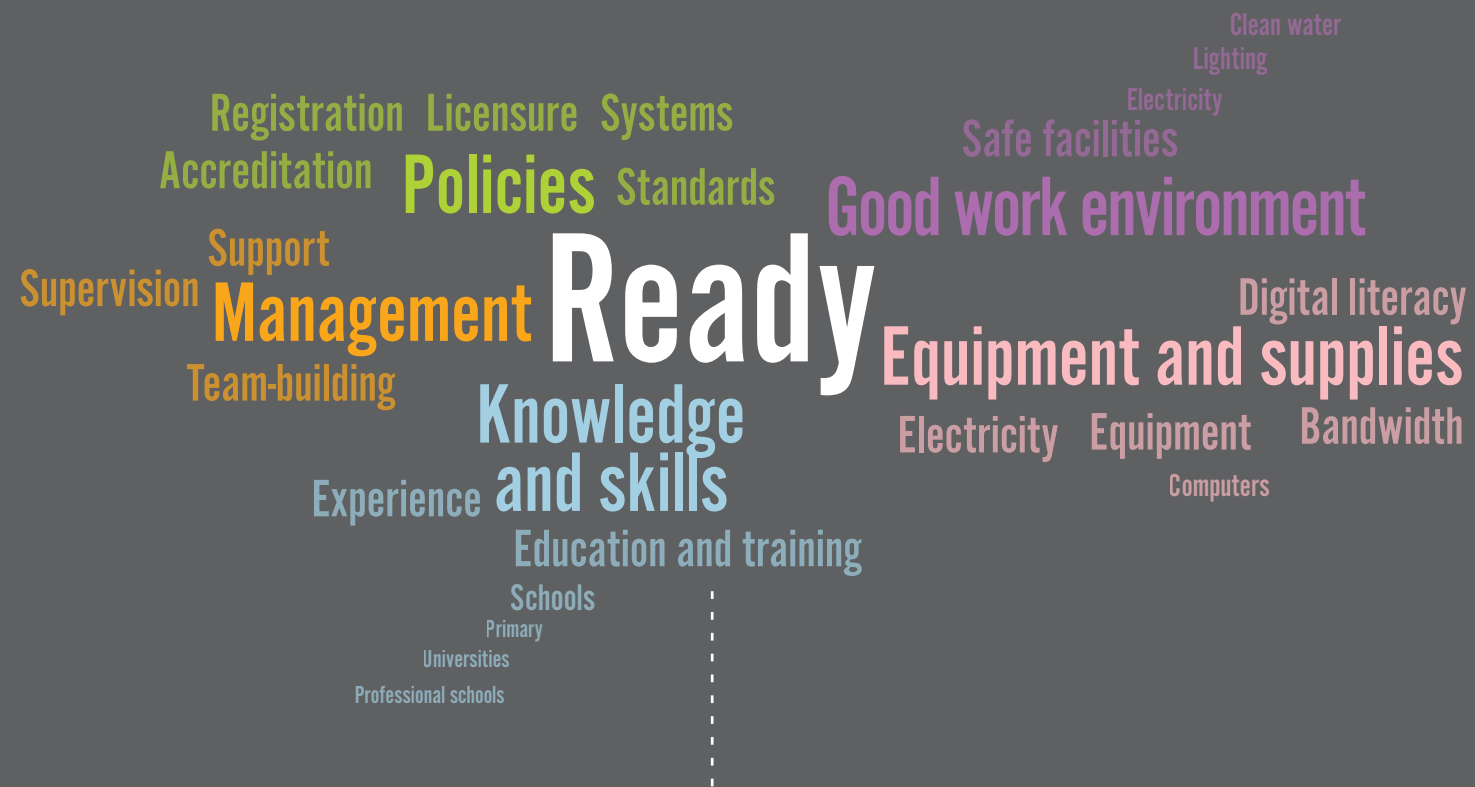 Clean water
Lighting
Electricity
Safe facilities
Good work environment
Registration Licensure Systems
Accreditation Policies Standards
Support
Supervision
Management
Team-building
Ready
Digital literacy
Equipment and supplies
Electricity Equipment Bandwidth
Computers
Knowledge
and skills
Experience
Education and training
Schools
Primary
Universities
Professional schools